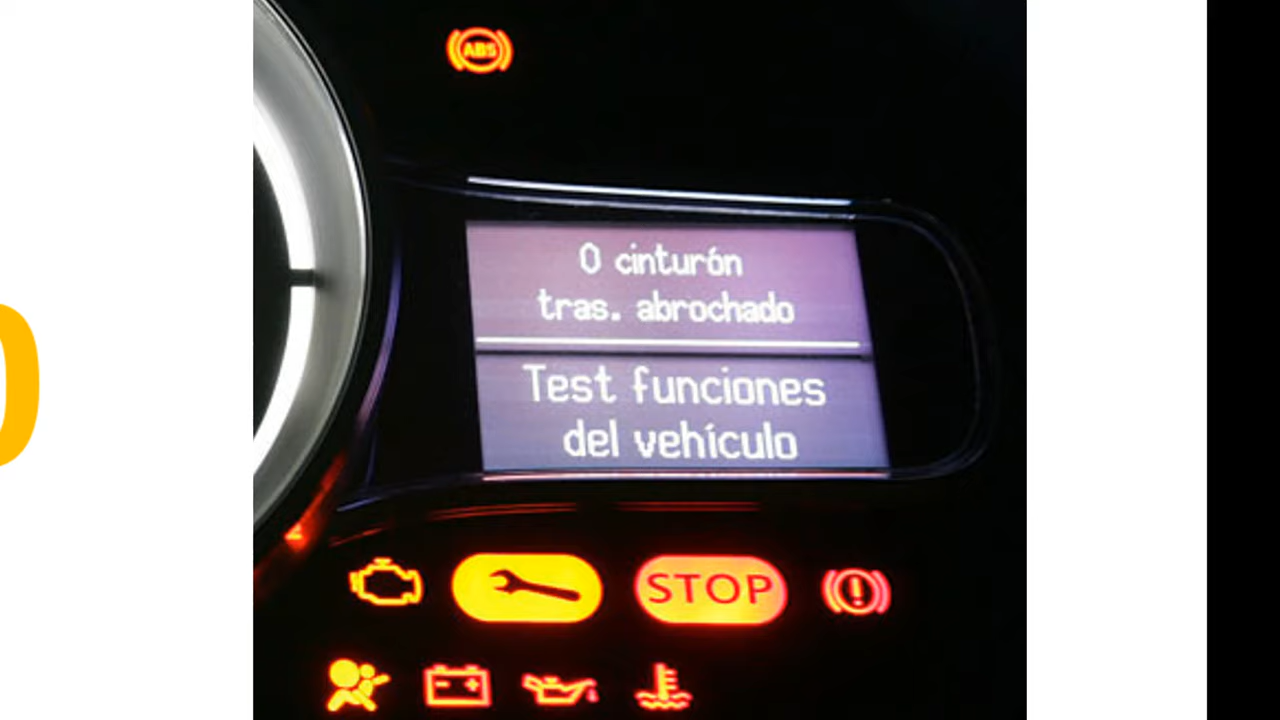 ABS
0 cinturón
tras. abrochado
Test funciones
del vehículo
STOP